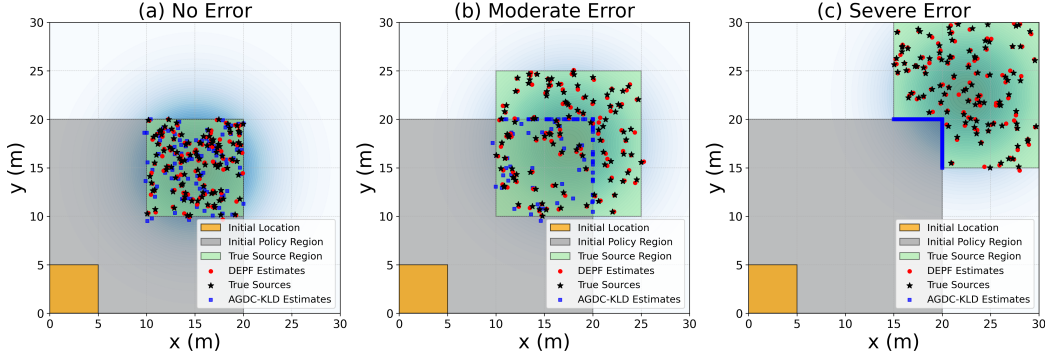 (a) No Error
y (m)
30
25
20
15
10
5
0
Initial Location
Initial Policy Region
True Source Region
DEPF Estimates
True Sources
AGDC-KLD Estimates
0 5 10 15 20 25 30
x (m)
(b) Moderate Error
y (m)
30
25
20
15
10
5
0
Initial Location
Initial Policy Region
True Source Region
DEPF Estimates
True Sources
AGDC-KLD Estimates
0 5 10 15 20 25 30
x (m)
(c) Severe Error
y (m)
30
25
20
15
10
5
0
Initial Location
Initial Policy Region
True Source Region
DEPF Estimates
True Sources
AGDC-KLD Estimates
0 5 10 15 20 25 30
x (m)